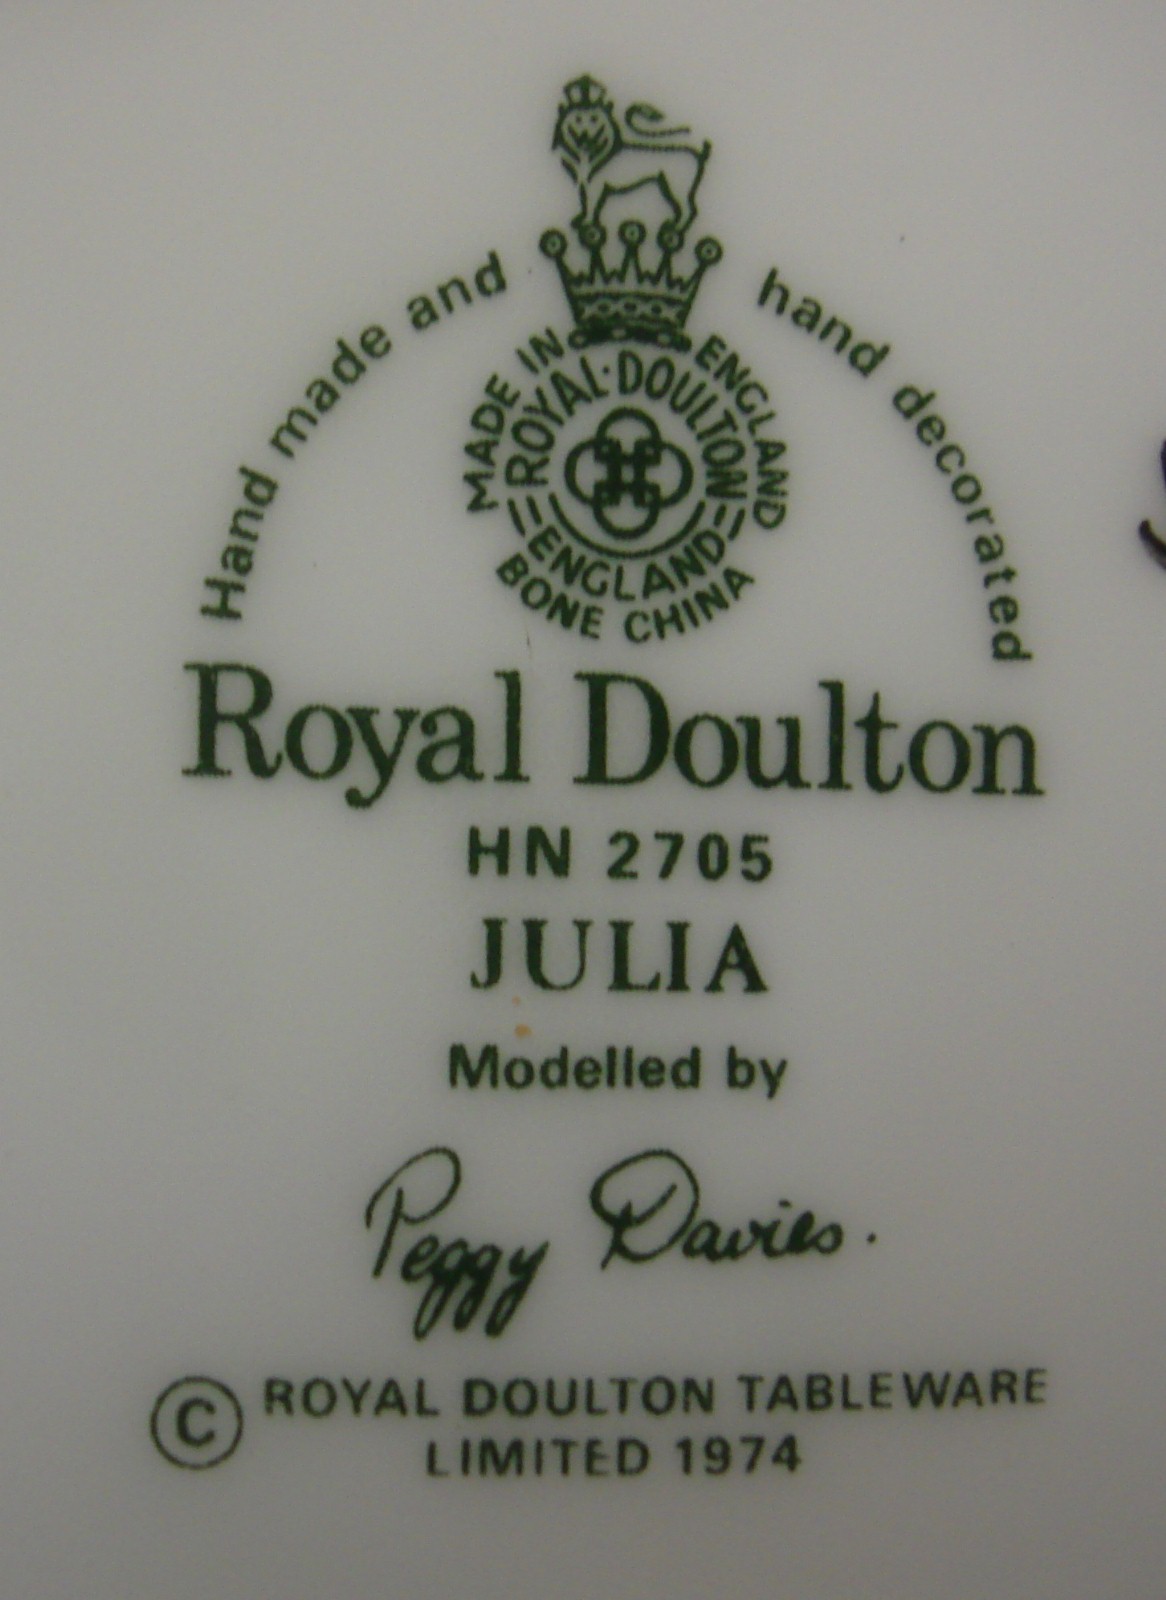 Hand made and hand decorated
MADE IN ENGLAND
ROYAL·DOULTON
ENGLAND
BONE CHINA
Royal Doulton
HN 2705
JULIA
Modelled by
Peggy Davies.
© ROYAL DOULTON TABLEWARE
LIMITED 1974